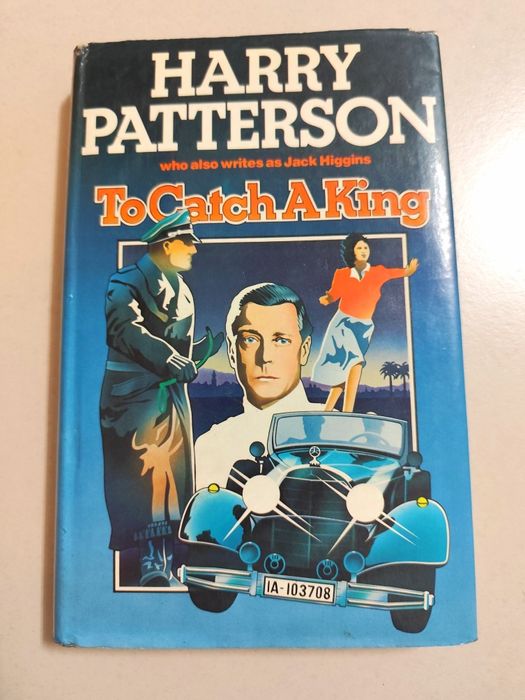 HARRY
PATTERSON
who also writes as Jack Higgins
To Catch A King
IA-103708